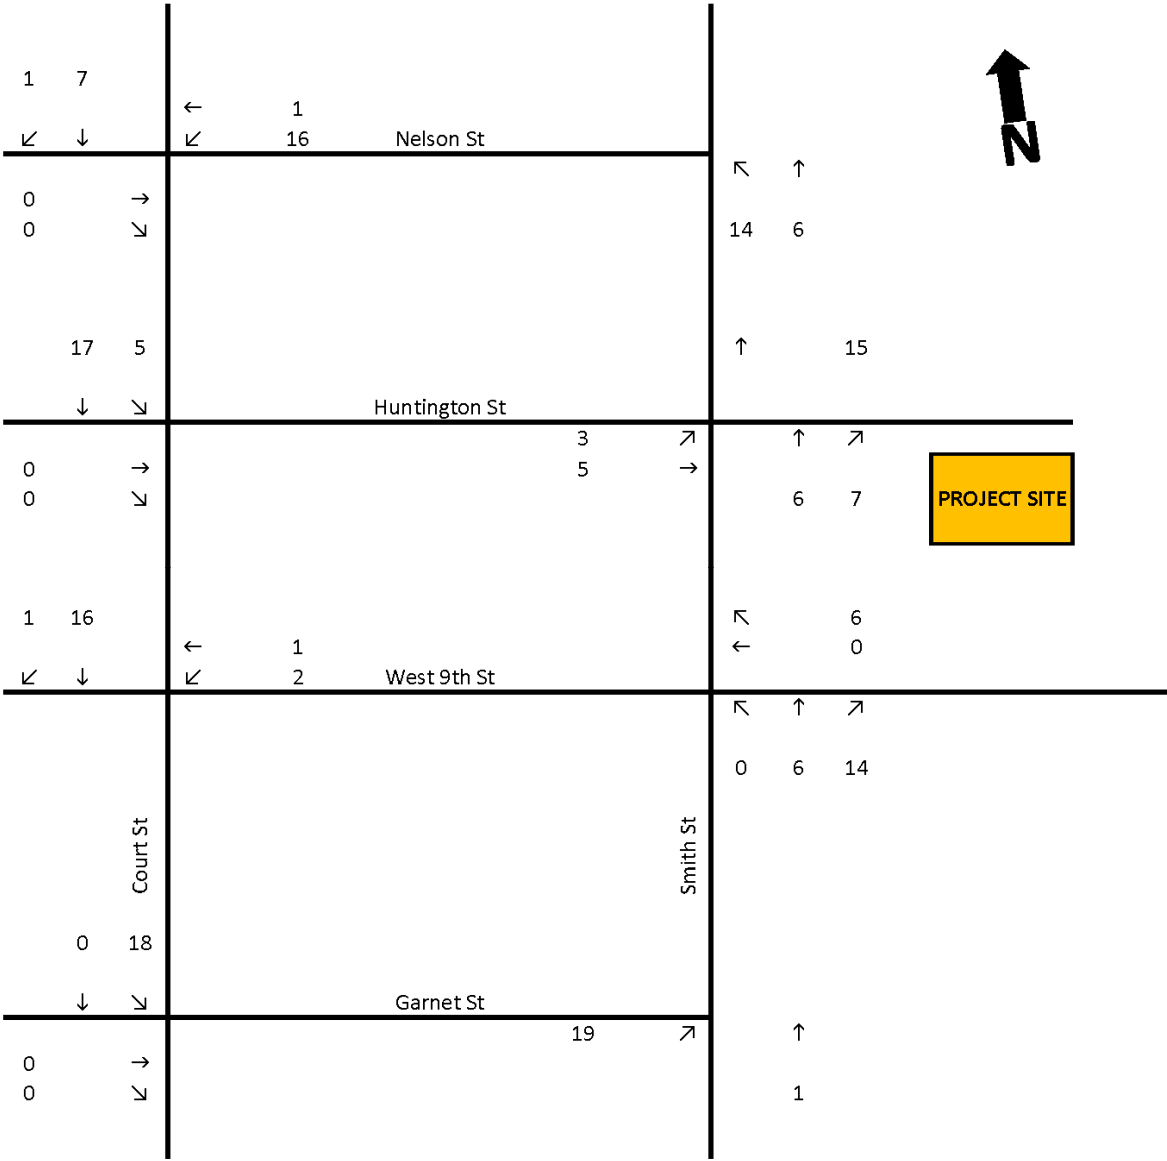 1 7
← 1
↙ ↓ ↙ 16 Nelson St
N
0 → ↖ ↑
0 ↘ 14 6
17 5 ↑ 15
↓ ↘ Huntington St
3 ↗ ↑ ↗
0 → 5 →
0 ↘ 6 7 PROJECT SITE
1 16 ↖ 6
← 1 ← 0
↙ ↓ ↙ 2 West 9th St
↖ ↑ ↗
0 6 14
Court St
Smith St
0 18
↓ ↘ Garnet St
19 ↗ ↑
0 →
0 ↘ 1